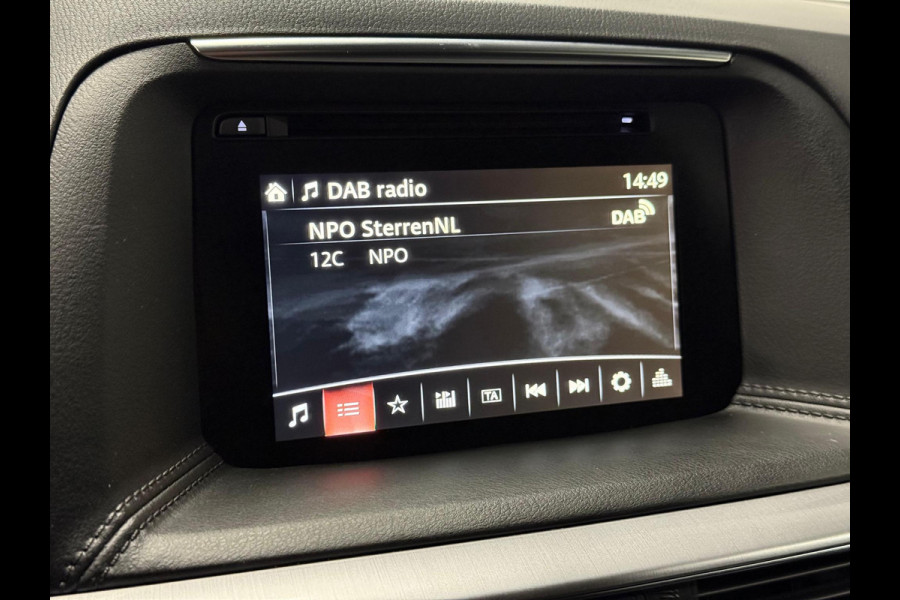 DAB radio 14:49
NPO SterrenNL DAB
12C NPO
TA